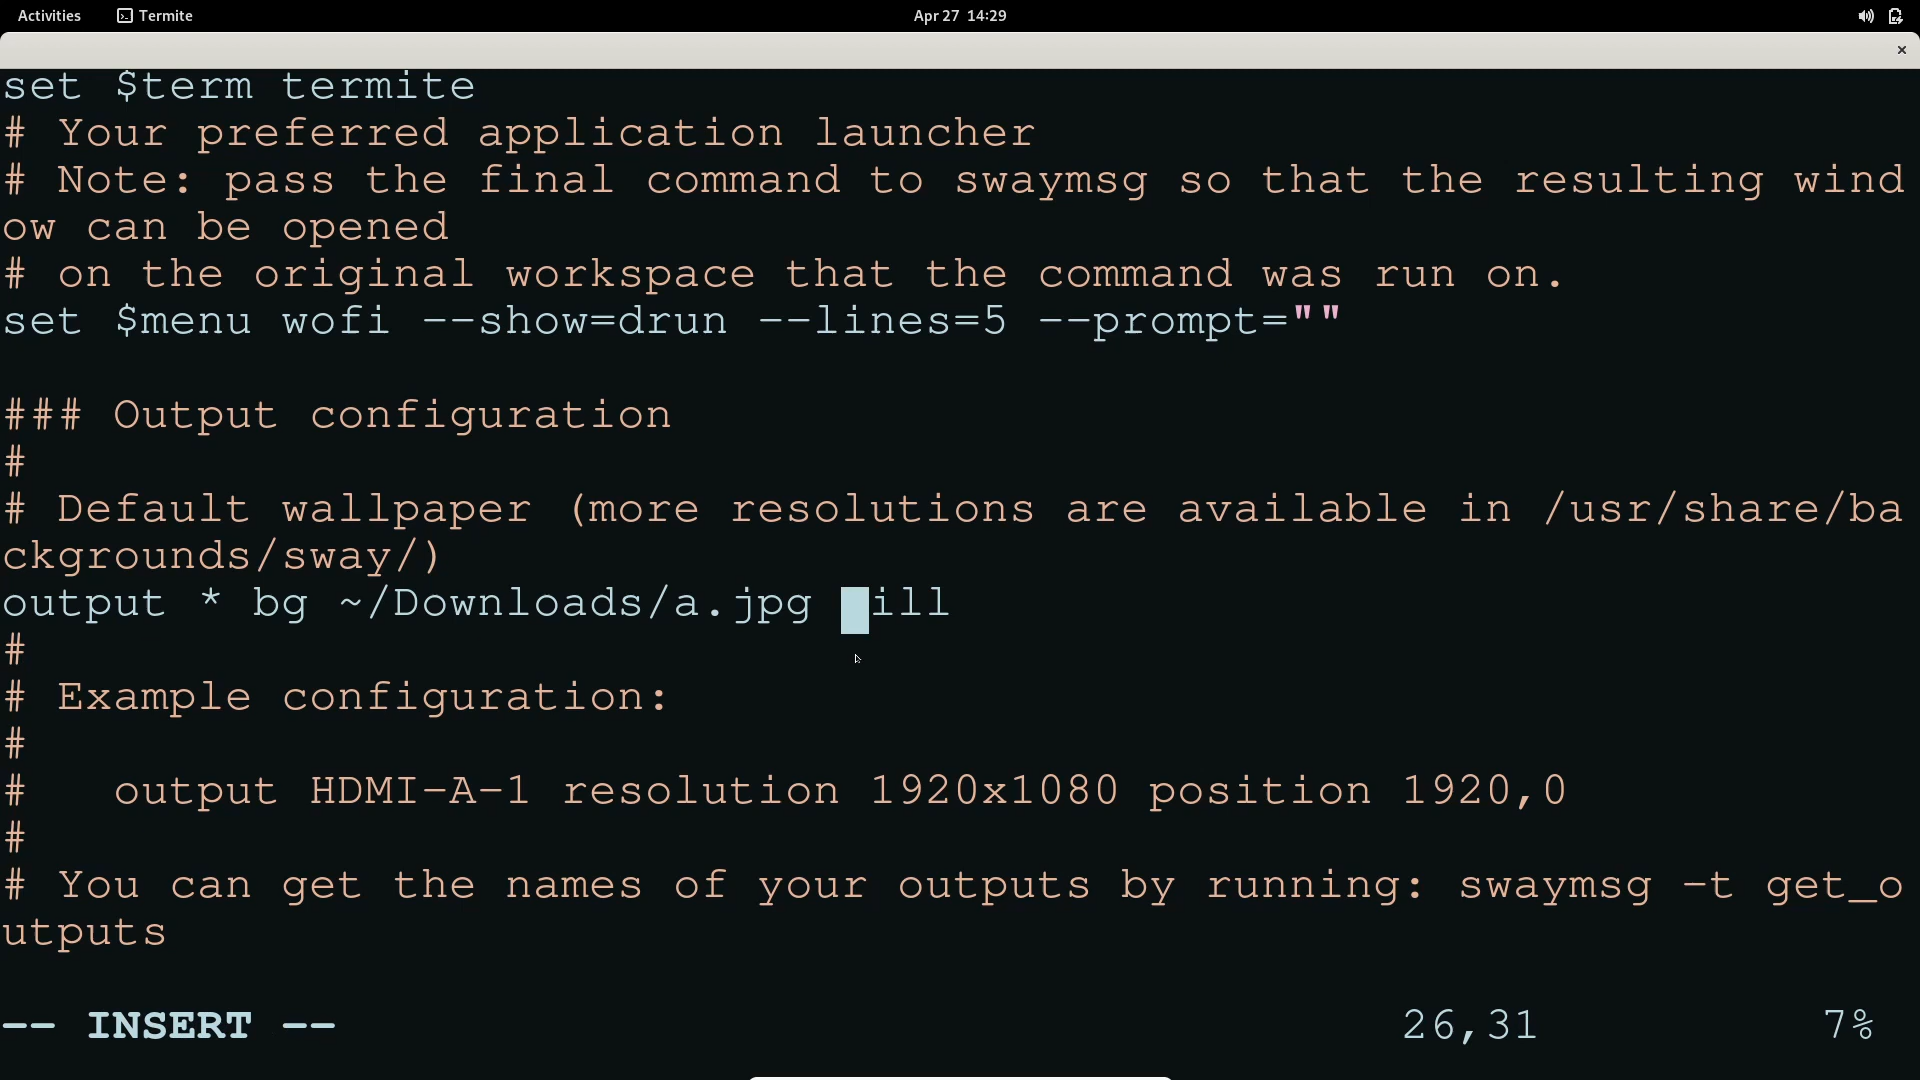 Activities Termite Apr 27 14:29
set $term termite
# Your preferred application launcher
# Note: pass the final command to swaymsg so that the resulting wind
ow can be opened
# on the original workspace that the command was run on.
set $menu wofi --show=drun --lines=5 --prompt=""
### Output configuration
#
# Default wallpaper (more resolutions are available in /usr/share/ba
ckgrounds/sway/)
output * bg ~/Downloads/a.jpg ill
#
# Example configuration:
#
#   output HDMI-A-1 resolution 1920x1080 position 1920,0
#
# You can get the names of your outputs by running: swaymsg -t get_o
utputs
-- INSERT -- 26,31 7%